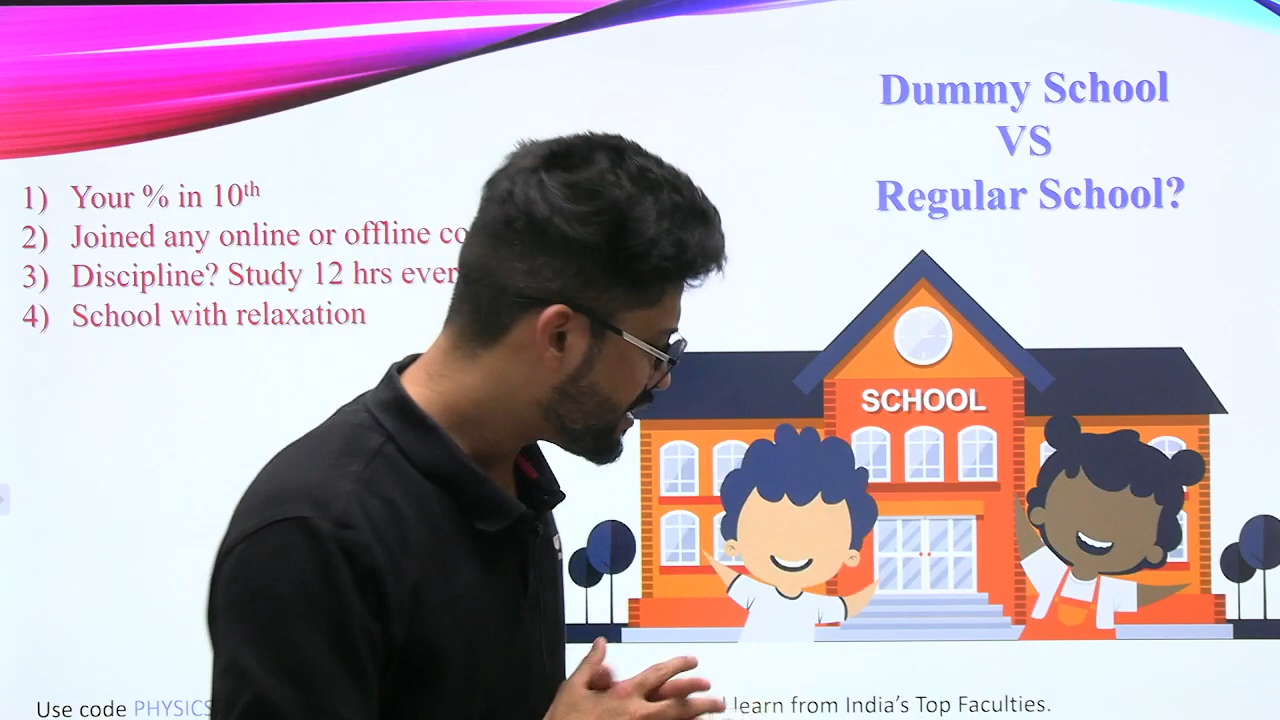 Dummy School
VS
Regular School?
1) Your % in 10th
2) Joined any online or offline
3) Discipline? Study 12 hrs
4) School with relaxation
SCHOOL
Use code PHYSICS
learn from India's Top Faculties.